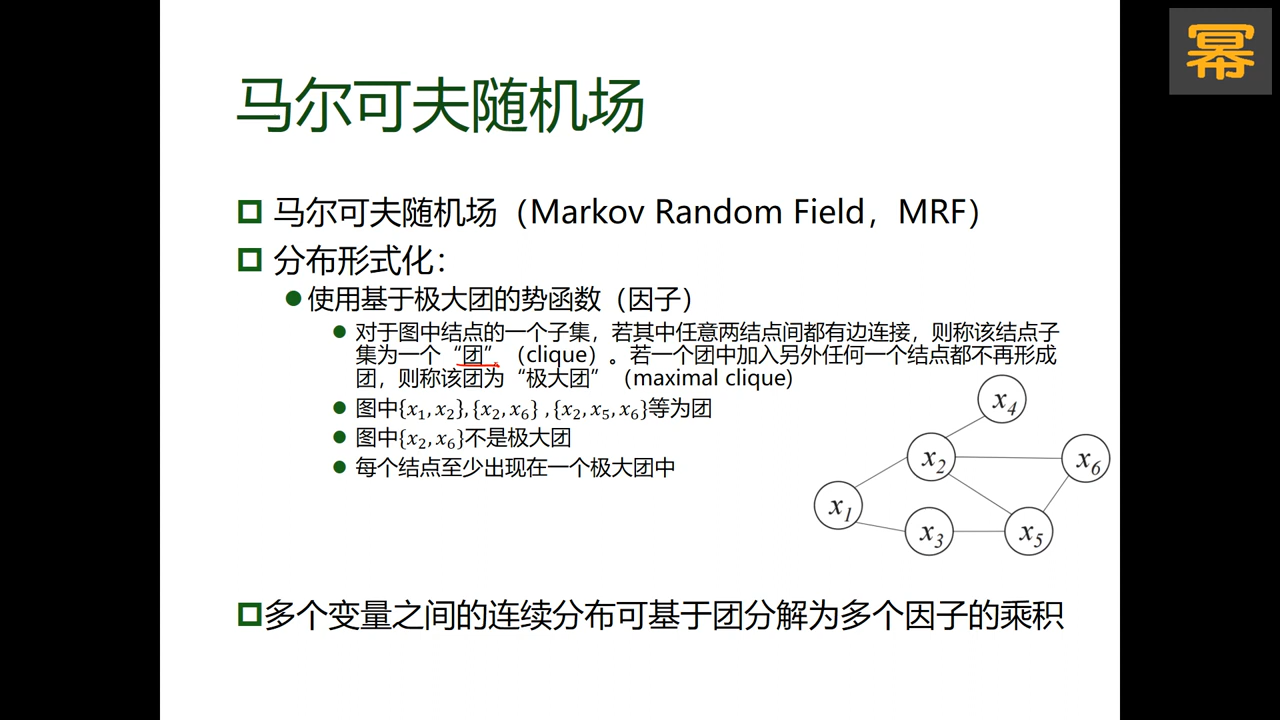 幂
马尔可夫随机场
马尔可夫随机场（Markov Random Field，MRF）
分布形式化：
使用基于极大团的势函数（因子）
对于图中结点的一个子集，若其中任意两结点间都有边连接，则称该结点子
集为一个“团”（clique）。若一个团中加入另外任何一个结点都不再形成
团，则称该团为“极大团”（maximal clique)
图中{x₁, x₂}, {x₂, x₆} , {x₂, x₅, x₆}等为团
图中{x₂, x₆}不是极大团
每个结点至少出现在一个极大团中
x₄
x₂
x₆
x₁
x₃
x₅
多个变量之间的连续分布可基于团分解为多个因子的乘积